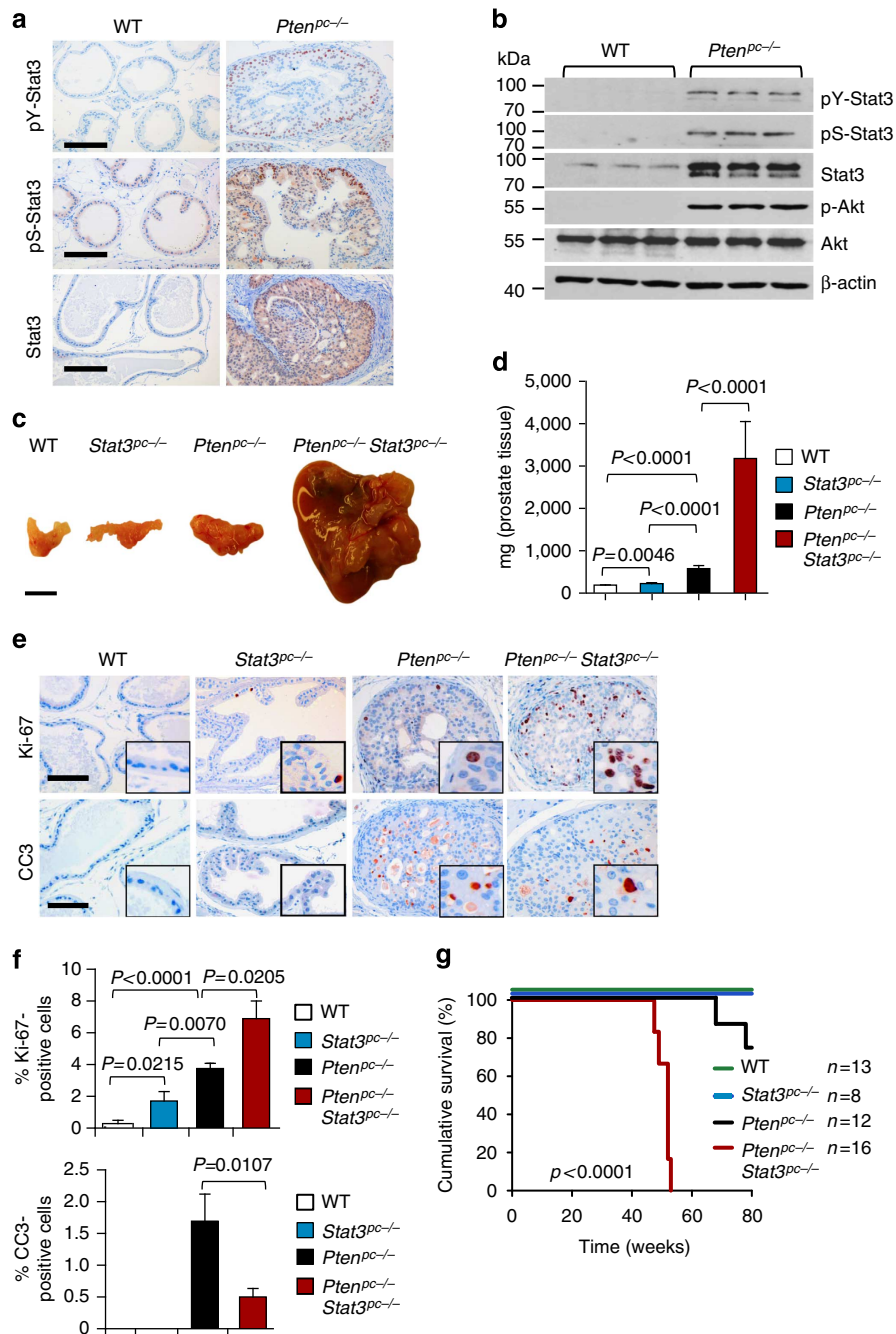 a
WT
Pten^pc–/–
pY-Stat3
pS-Stat3
Stat3
b
kDa
WT
Pten^pc–/–
100
70
pY-Stat3
100
70
pS-Stat3
100
70
Stat3
55
p-Akt
55
Akt
40
β-actin
c
WT
Stat3^pc–/–
Pten^pc–/–
Pten^pc–/– Stat3^pc–/–
d
mg (prostate tissue)
5,000
4,000
3,000
2,000
1,000
0
P<0.0001
P<0.0001
P<0.0001
P=0.0046
WT
Stat3^pc–/–
Pten^pc–/–
Pten^pc–/–
Stat3^pc–/–
e
WT
Stat3^pc–/–
Pten^pc–/–
Pten^pc–/– Stat3^pc–/–
Ki-67
CC3
f
% Ki-67-
positive cells
10
8
6
4
2
0
P<0.0001
P=0.0205
P=0.0070
P=0.0215
WT
Stat3^pc–/–
Pten^pc–/–
Pten^pc–/–
Stat3^pc–/–
% CC3-
positive cells
2.5
2.0
1.5
1.0
0.5
0
P=0.0107
WT
Stat3^pc–/–
Pten^pc–/–
Pten^pc–/–
Stat3^pc–/–
g
Cumulative survival (%)
100
80
60
40
20
0
WT n=13
Stat3^pc–/– n=8
Pten^pc–/– n=12
Pten^pc–/– n=16
Stat3^pc–/–
p<0.0001
0 20 40 60 80
Time (weeks)